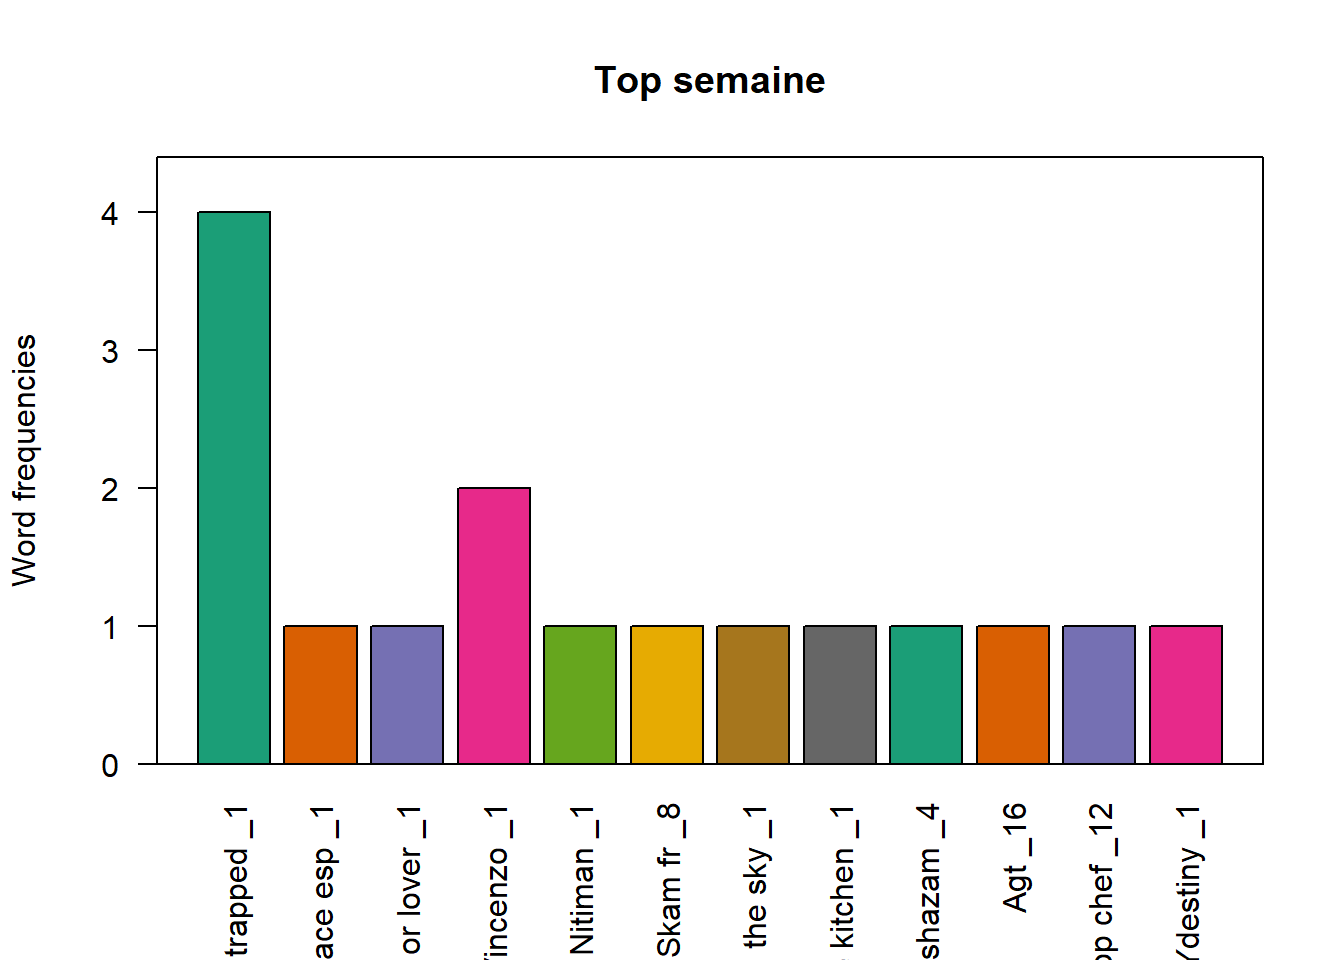 Top semaine
Word frequencies
4
3
2
1
0
trapped _1
ace esp _1
or lover _1
incenzo _1
Nitiman _1
Skam fr _8
the sky _1
kitchen _1
shazam _4
Agt _16
op chef _12
destiny _1